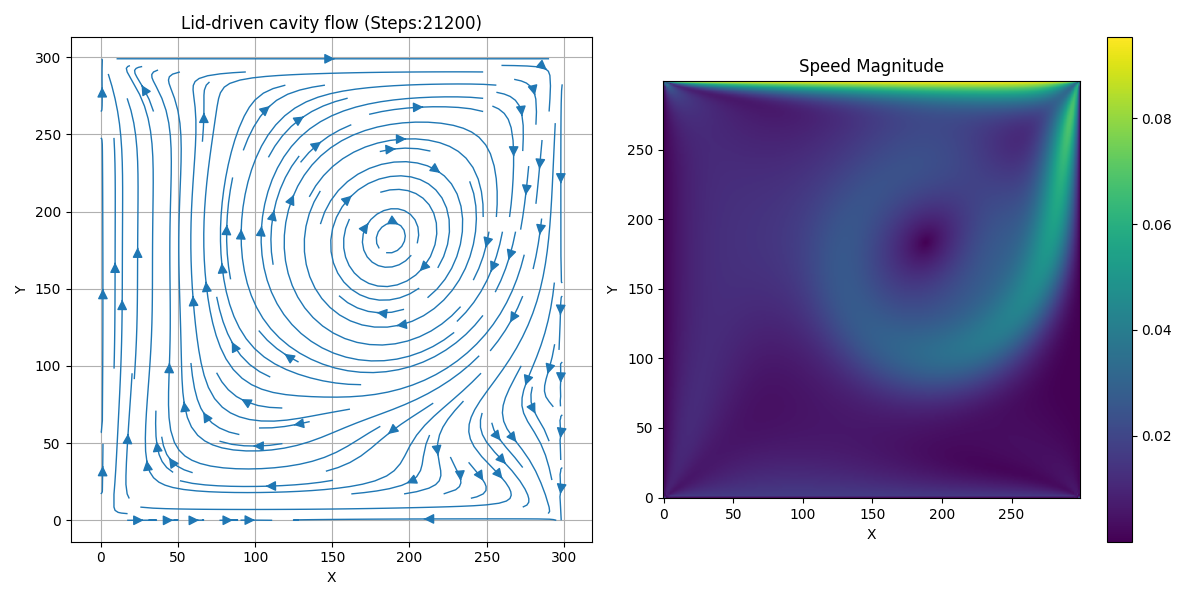 Lid-driven cavity flow (Steps:21200)
300
250
200
150
100
50
0
Y
0 50 100 150 200 250 300
X
Speed Magnitude
250
200
150
100
50
0
Y
0 50 100 150 200 250
X
0.08
0.06
0.04
0.02